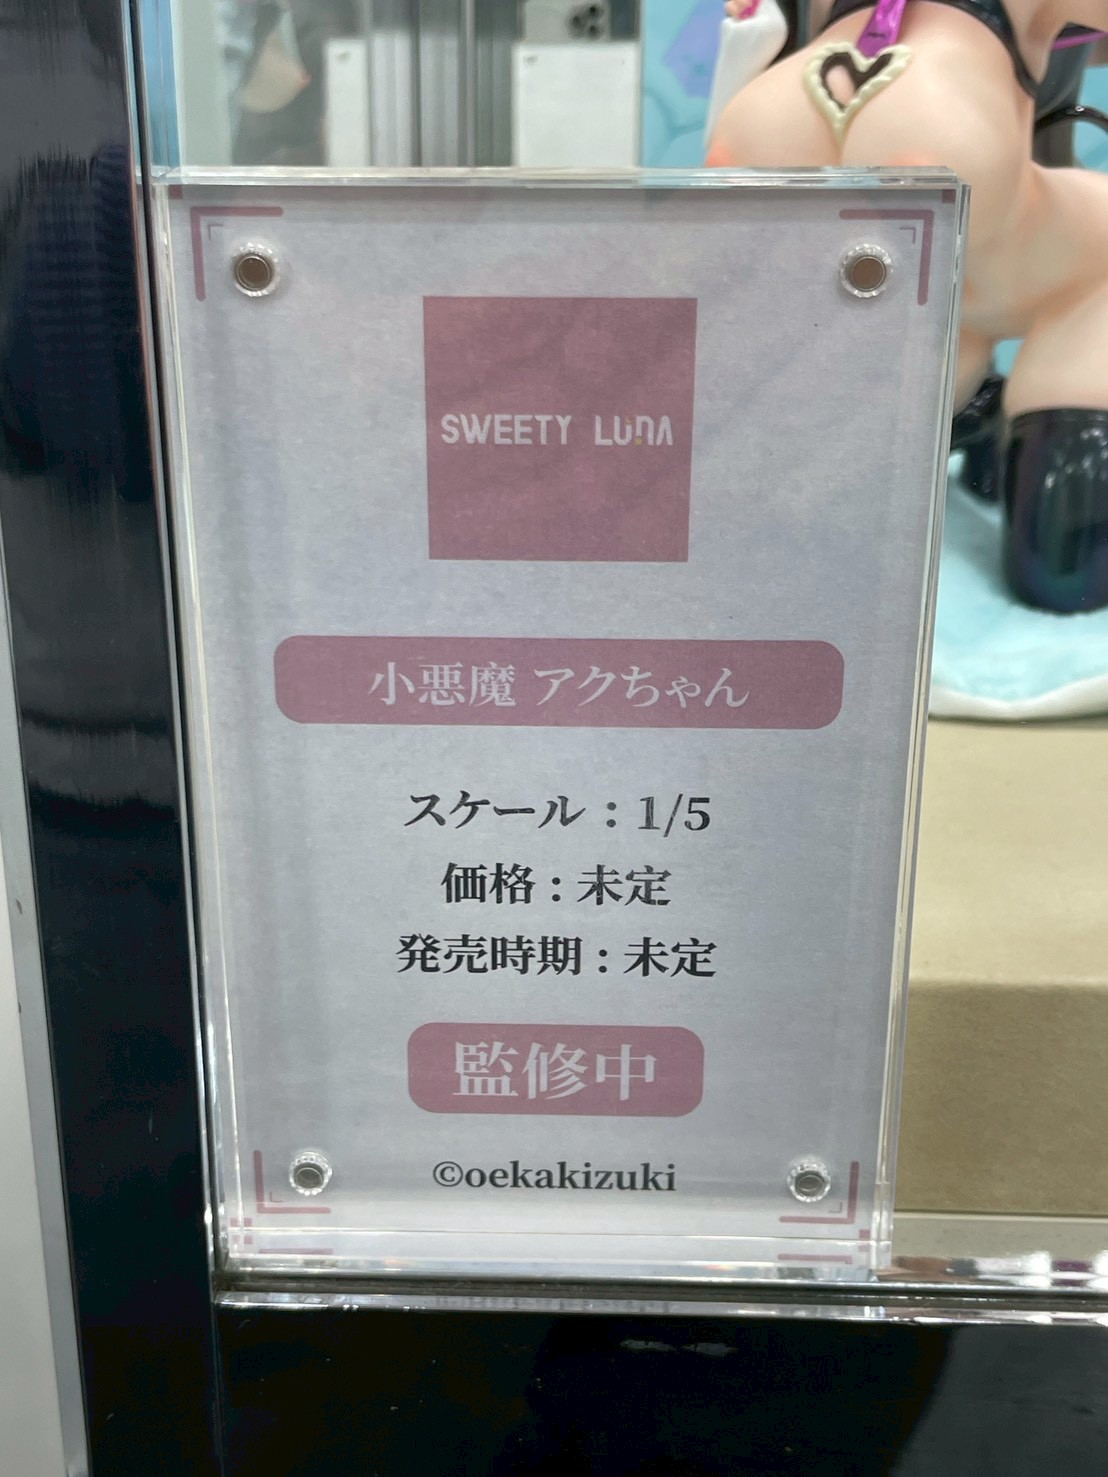 SWEETY LUNA
小悪魔 アクちゃん
スケール：1/5
価格：未定
発売時期：未定
監修中
©oekakizuki